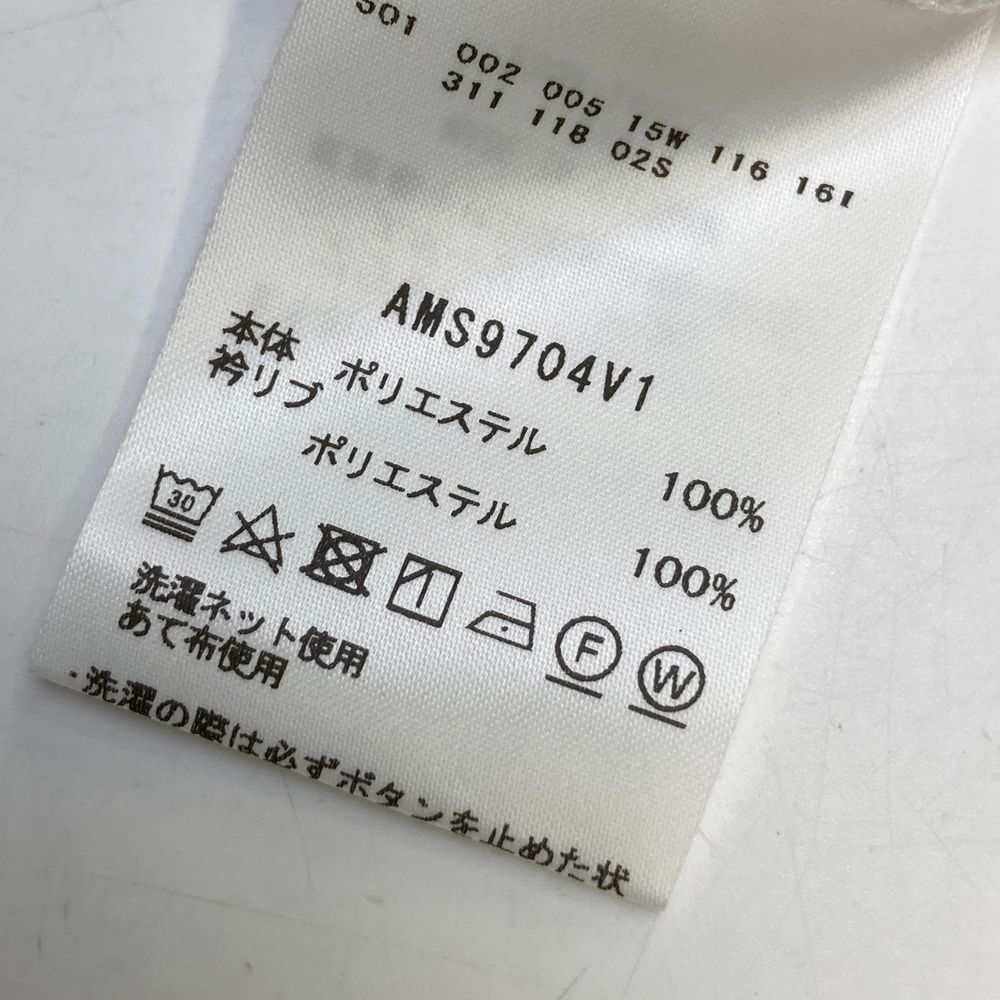 301
002 005 15W 116 161
311 118 02S
AMS9704V1
本体 ポリエステル 100%
衿リブ
ポリエステル 100%
30
F W
洗濯ネット使用
あて布使用
・洗濯の際は必ずボタンを止めた状